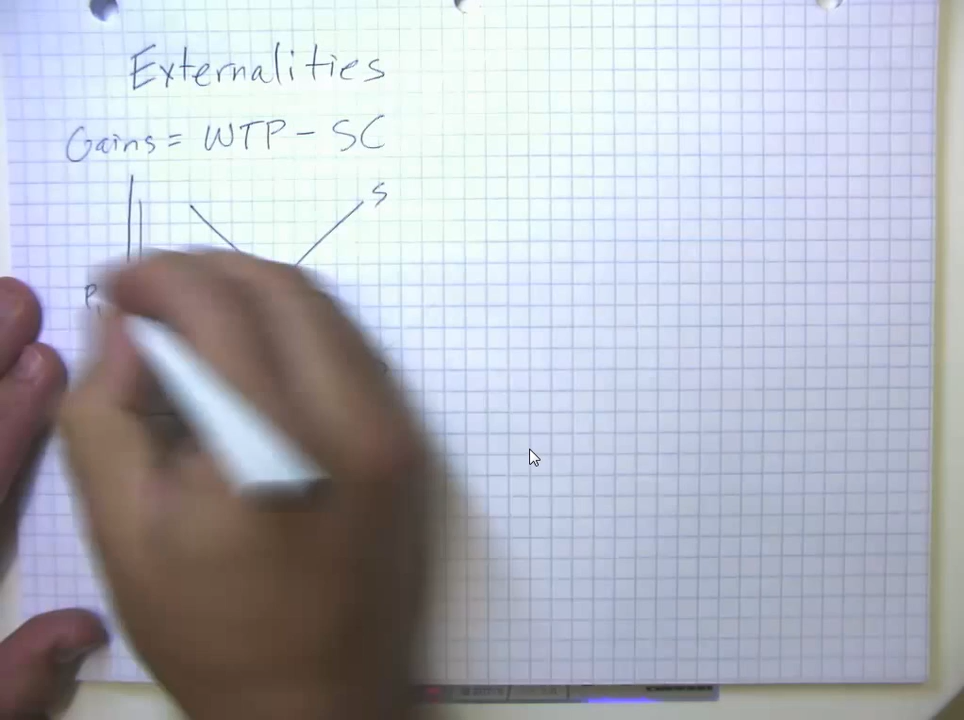 Externalities
Gains = WTP - SC
S
P